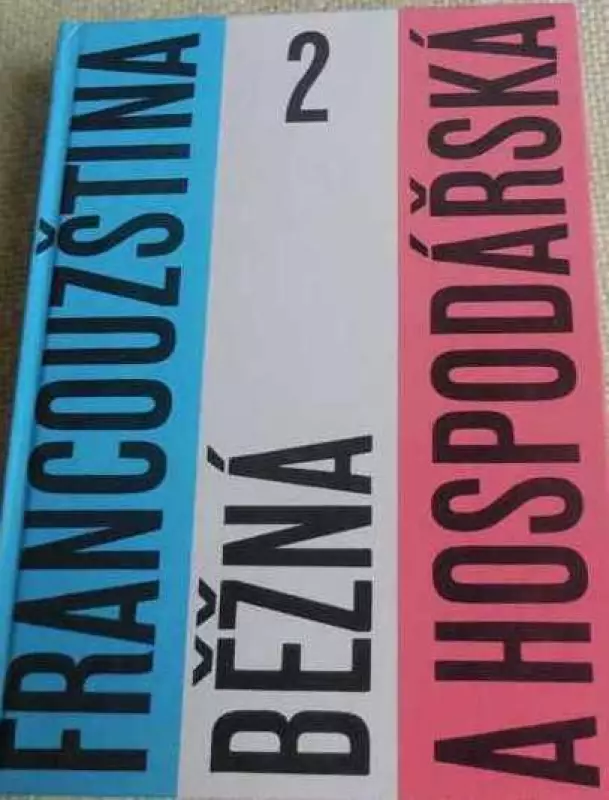 FRANCOUZŠTINA
BĚŽNÁ
2
A HOSPODÁŘSKÁ